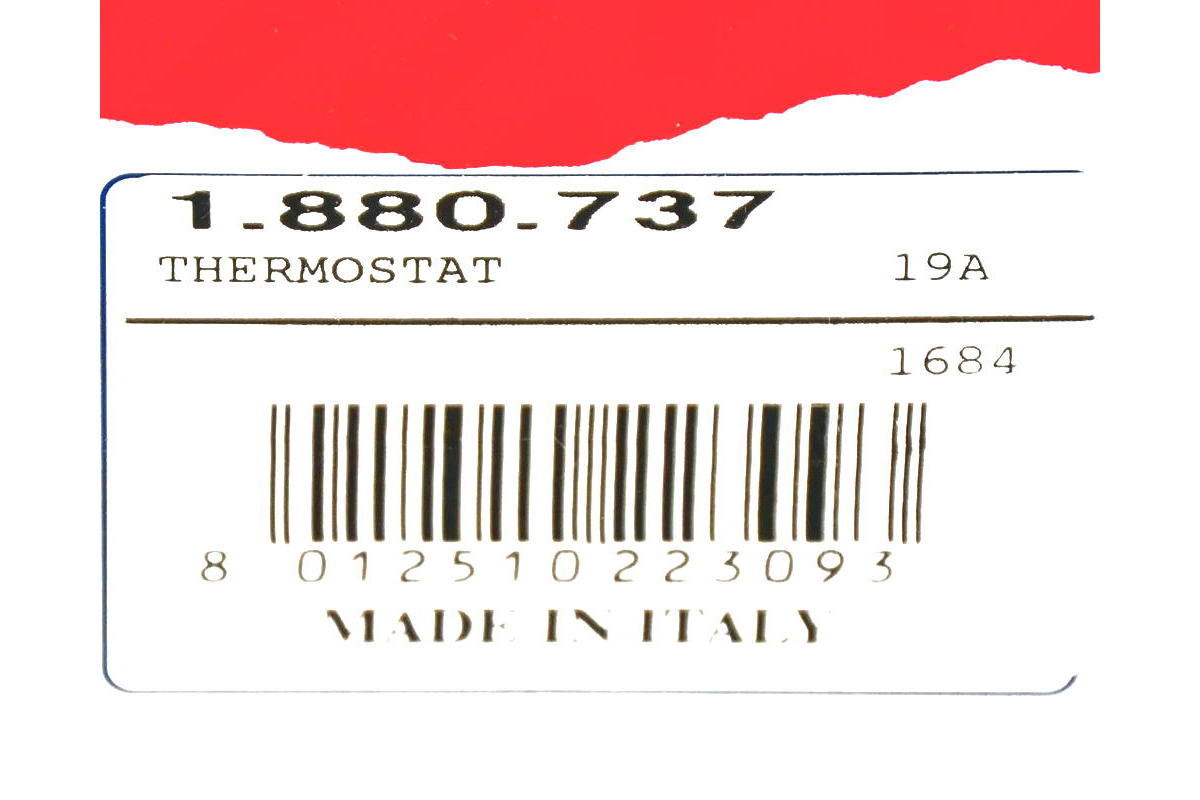 1.880.737
THERMOSTAT 19A
1684
8 012510 223093
MADE IN ITALY